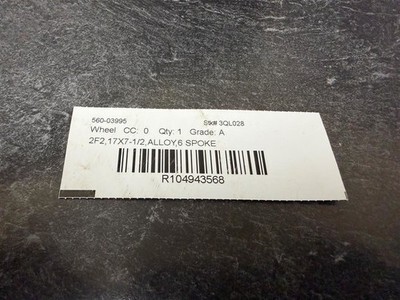 560-03995 Stk# 3QL028
Wheel CC: 0 Qty: 1 Grade: A
2F2,17X7-1/2,ALLOY,6 SPOKE
R104943568